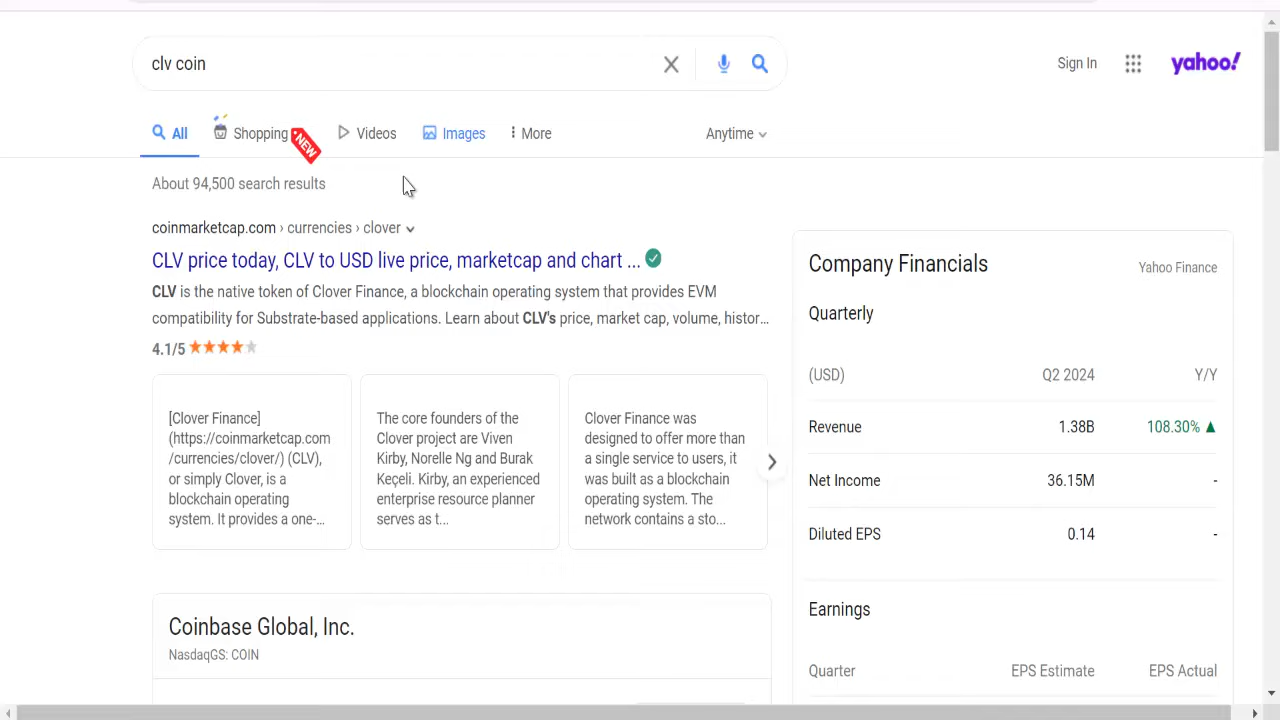 clv coin
Sign In
yahoo!
All
Shopping
NEW
Videos
Images
More
Anytime
About 94,500 search results
coinmarketcap.com › currencies › clover
CLV price today, CLV to USD live price, marketcap and chart ...
CLV is the native token of Clover Finance, a blockchain operating system that provides EVM
compatibility for Substrate-based applications. Learn about CLV's price, market cap, volume, histor...
4.1/5
[Clover Finance]
(https://coinmarketcap.com
/currencies/clover/) (CLV),
or simply Clover, is a
blockchain operating
system. It provides a one-...
The core founders of the
Clover project are Viven
Kirby, Norelle Ng and Burak
Keçeli. Kirby, an experienced
enterprise resource planner
serves as t...
Clover Finance was
designed to offer more than
a single service to users, it
was built as a blockchain
operating system. The
network contains a sto...
Coinbase Global, Inc.
NasdaqGS: COIN
Company Financials
Yahoo Finance
Quarterly
(USD) Q2 2024 Y/Y
Revenue 1.38B 108.30% ▲
Net Income 36.15M -
Diluted EPS 0.14 -
Earnings
Quarter EPS Estimate EPS Actual